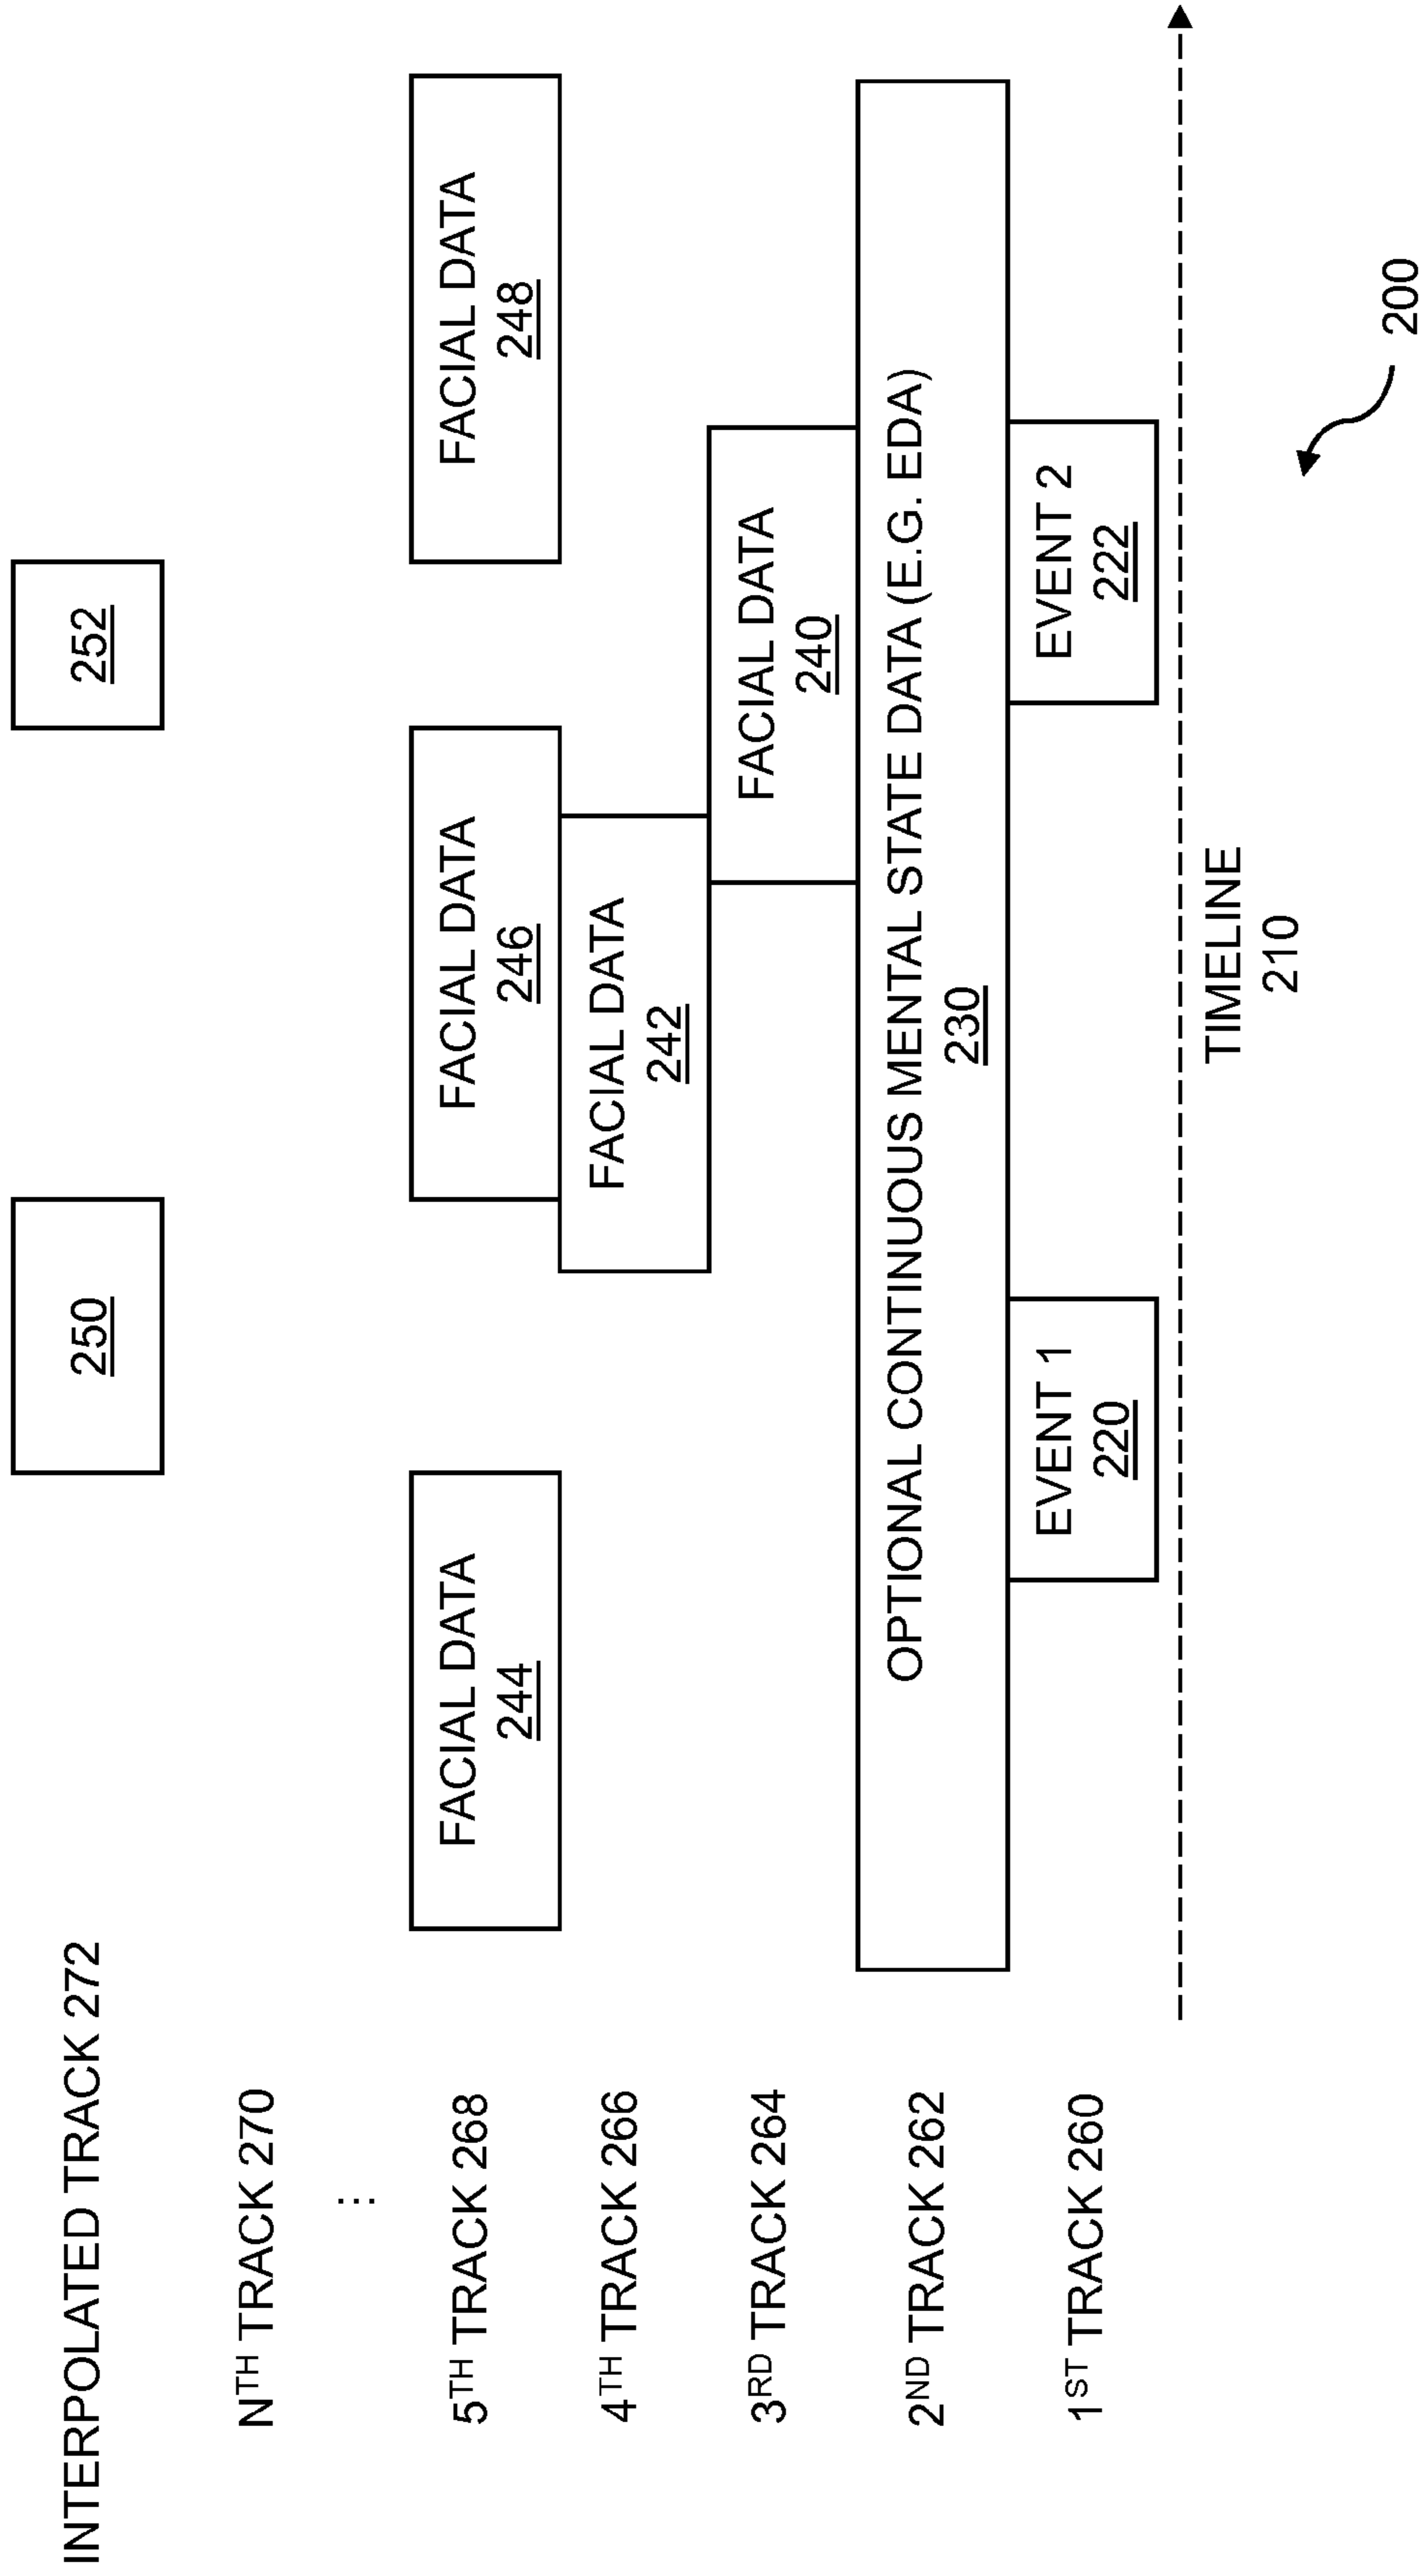 INTERPOLATED TRACK 272
250
252
NTH TRACK 270
...
5TH TRACK 268
FACIAL DATA
244
FACIAL DATA
246
FACIAL DATA
248
4TH TRACK 266
FACIAL DATA
242
3RD TRACK 264
FACIAL DATA
240
2ND TRACK 262
OPTIONAL CONTINUOUS MENTAL STATE DATA (E.G. EDA)
230
1ST TRACK 260
EVENT 1
220
EVENT 2
222
TIMELINE
210
200